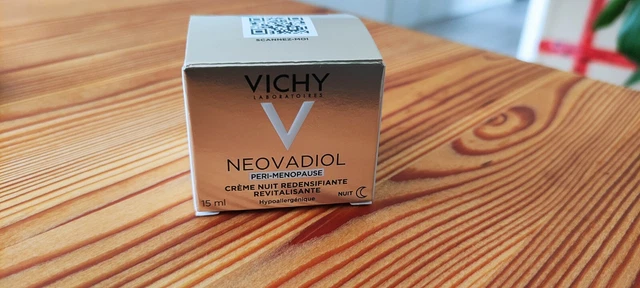 SCANNEZ-MOI
VICHY
LABORATOIRES
NEOVADIOL
PERI-MENOPAUSE
CRÈME NUIT REDENSIFIANTE
REVITALISANTE
Hypoallergénique
NUIT
15 ml